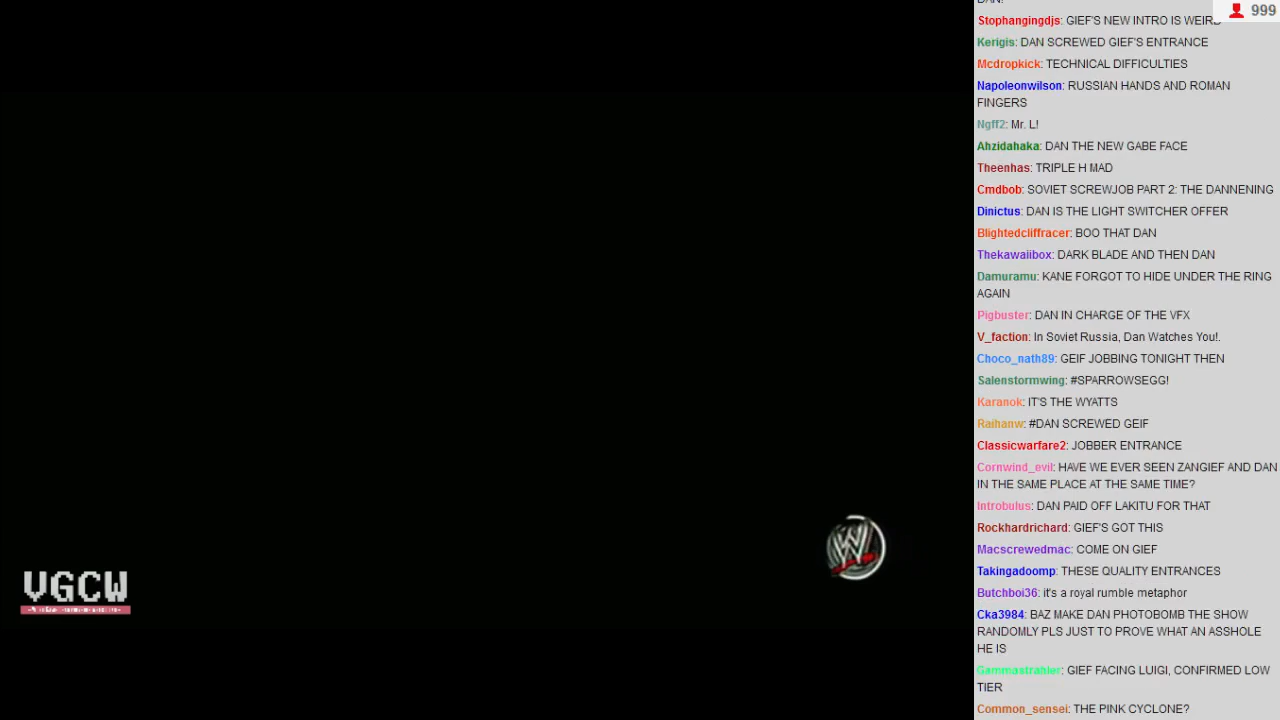 DAN!
999
Stophangingdjs: GIEF'S NEW INTRO IS WEIRD
Kerigis: DAN SCREWED GIEF'S ENTRANCE
Mcdropkick: TECHNICAL DIFFICULTIES
Napoleonwilson: RUSSIAN HANDS AND ROMAN
FINGERS
Ngff2: Mr. L!
Ahzidahaka: DAN THE NEW GABE FACE
Theenhas: TRIPLE H MAD
Cmdbob: SOVIET SCREWJOB PART 2: THE DANNENING
Dinictus: DAN IS THE LIGHT SWITCHER OFFER
Blightedcliffracer: BOO THAT DAN
Thekawaiibox: DARK BLADE AND THEN DAN
Damuramu: KANE FORGOT TO HIDE UNDER THE RING
AGAIN
Pigbuster: DAN IN CHARGE OF THE VFX
V_faction: In Soviet Russia, Dan Watches You!.
Choco_nath89: GEIF JOBBING TONIGHT THEN
Salenstormwing: #SPARROWSEGG!
Karanok: IT'S THE WYATTS
Raihanw: #DAN SCREWED GEIF
Classicwarfare2: JOBBER ENTRANCE
Cornwind_evil: HAVE WE EVER SEEN ZANGIEF AND DAN
IN THE SAME PLACE AT THE SAME TIME?
Introbulus: DAN PAID OFF LAKITU FOR THAT
Rockhardrichard: GIEF'S GOT THIS
Macscrewedmac: COME ON GIEF
Takingadoomp: THESE QUALITY ENTRANCES
Butchboi36: it's a royal rumble metaphor
Cka3984: BAZ MAKE DAN PHOTOBOMB THE SHOW
RANDOMLY PLS JUST TO PROVE WHAT AN ASSHOLE
HE IS
Gammastrahler: GIEF FACING LUIGI, CONFIRMED LOW
TIER
Common_sensei: THE PINK CYCLONE?
W
VGCW